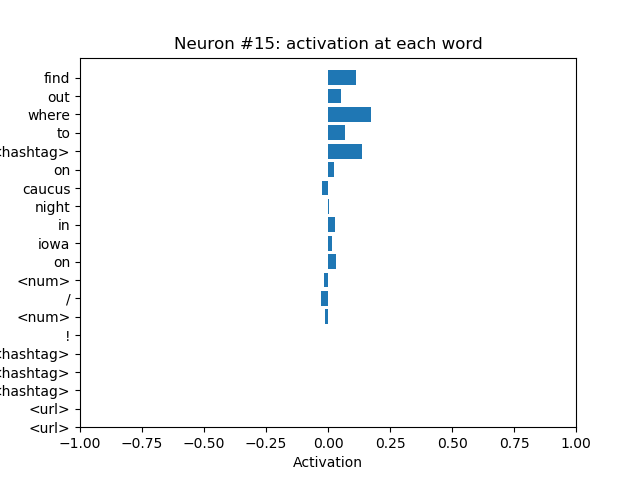 Neuron #15: activation at each word
find
out
where
to
hashtag>
on
caucus
night
in
iowa
on
<num>
/
<num>
!
hashtag>
hashtag>
hashtag>
<url>
<url>
−1.00 −0.75 −0.50 −0.25 0.00 0.25 0.50 0.75 1.00
Activation